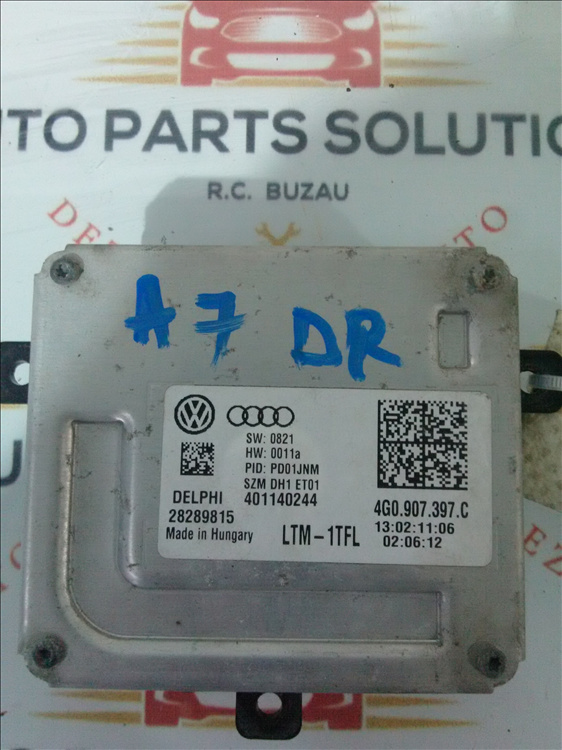 UTO PARTS SOLUTIO
R.C. BUZAU
A7 DR
SW: 0821
HW: 0011a
PID: PD01JNM
SZM DH1 ET01
DELPHI 401140244
28289815
Made in Hungary
LTM-1TFL
4G0.907.397.C
13:02:11:06
02:06:12